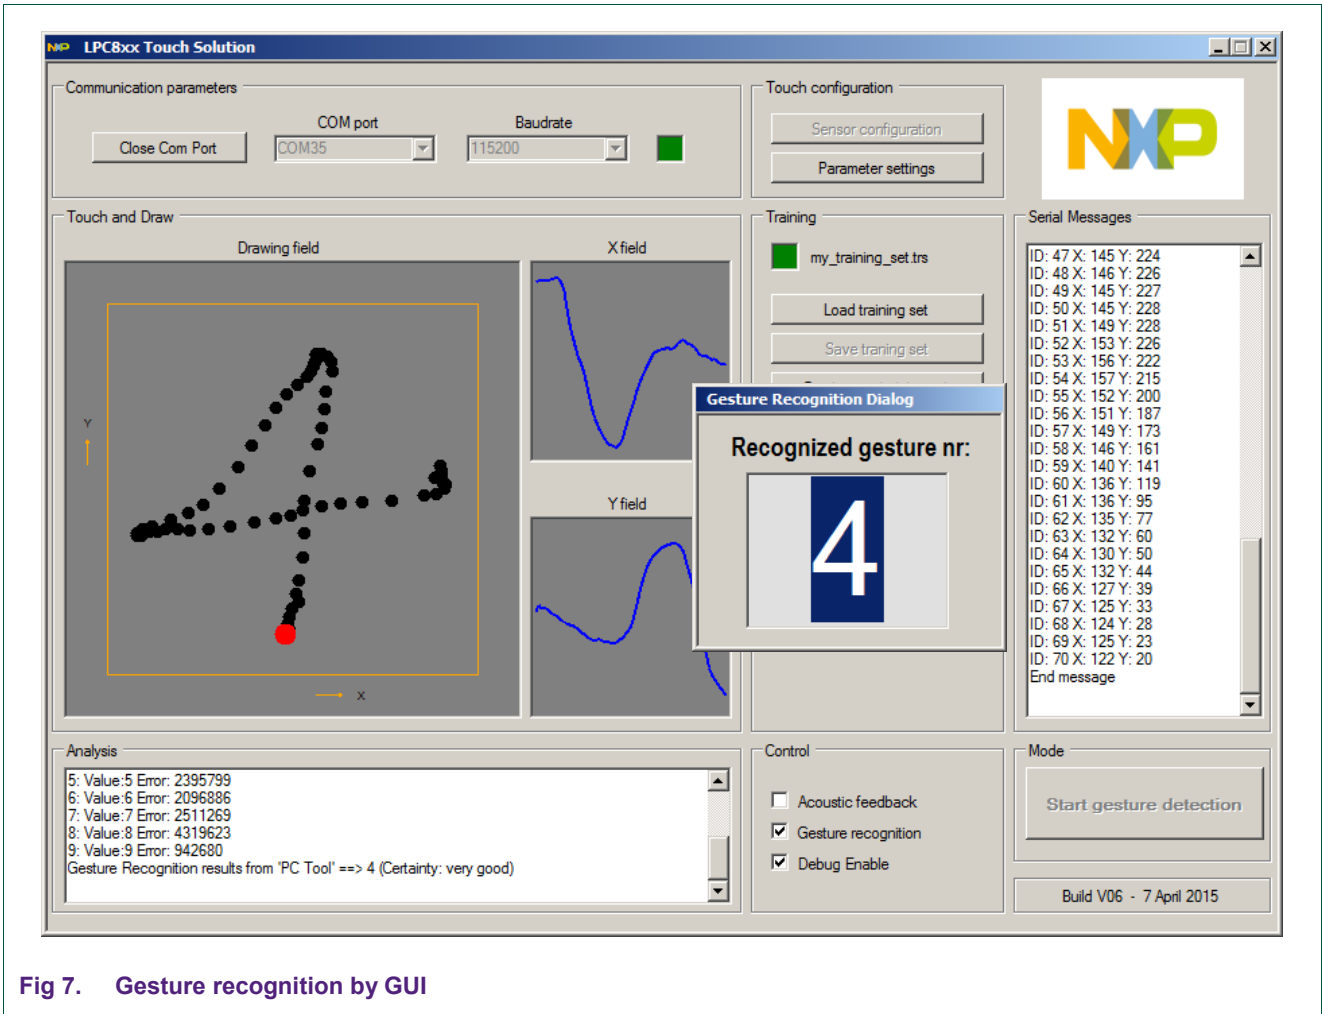 NXP LPC8xx Touch Solution
Communication parameters
COM port
Baudrate
Close Com Port
COM35
115200
Touch configuration
Sensor configuration
Parameter settings
NXP
Touch and Draw
Drawing field
X field
Y
X
Y field
Training
my_training_set.trs
Load training set
Save traning set
Gesture Recognition Dialog
Recognized gesture nr:
4
Serial Messages
ID: 47 X: 145 Y: 224
ID: 48 X: 146 Y: 226
ID: 49 X: 145 Y: 227
ID: 50 X: 145 Y: 228
ID: 51 X: 149 Y: 228
ID: 52 X: 153 Y: 226
ID: 53 X: 156 Y: 222
ID: 54 X: 157 Y: 215
ID: 55 X: 152 Y: 200
ID: 56 X: 151 Y: 187
ID: 57 X: 149 Y: 173
ID: 58 X: 146 Y: 161
ID: 59 X: 140 Y: 141
ID: 60 X: 136 Y: 119
ID: 61 X: 136 Y: 95
ID: 62 X: 135 Y: 77
ID: 63 X: 132 Y: 60
ID: 64 X: 130 Y: 50
ID: 65 X: 132 Y: 44
ID: 66 X: 127 Y: 39
ID: 67 X: 125 Y: 33
ID: 68 X: 124 Y: 28
ID: 69 X: 125 Y: 23
ID: 70 X: 122 Y: 20
End message
Analysis
5: Value:5 Error: 2395799
6: Value:6 Error: 2096886
7: Value:7 Error: 2511269
8: Value:8 Error: 4319623
9: Value:9 Error: 942680
Gesture Recognition results from 'PC Tool' ==> 4 (Certainty: very good)
Control
Acoustic feedback
Gesture recognition
Debug Enable
Mode
Start gesture detection
Build V06 - 7 April 2015
Fig 7. Gesture recognition by GUI